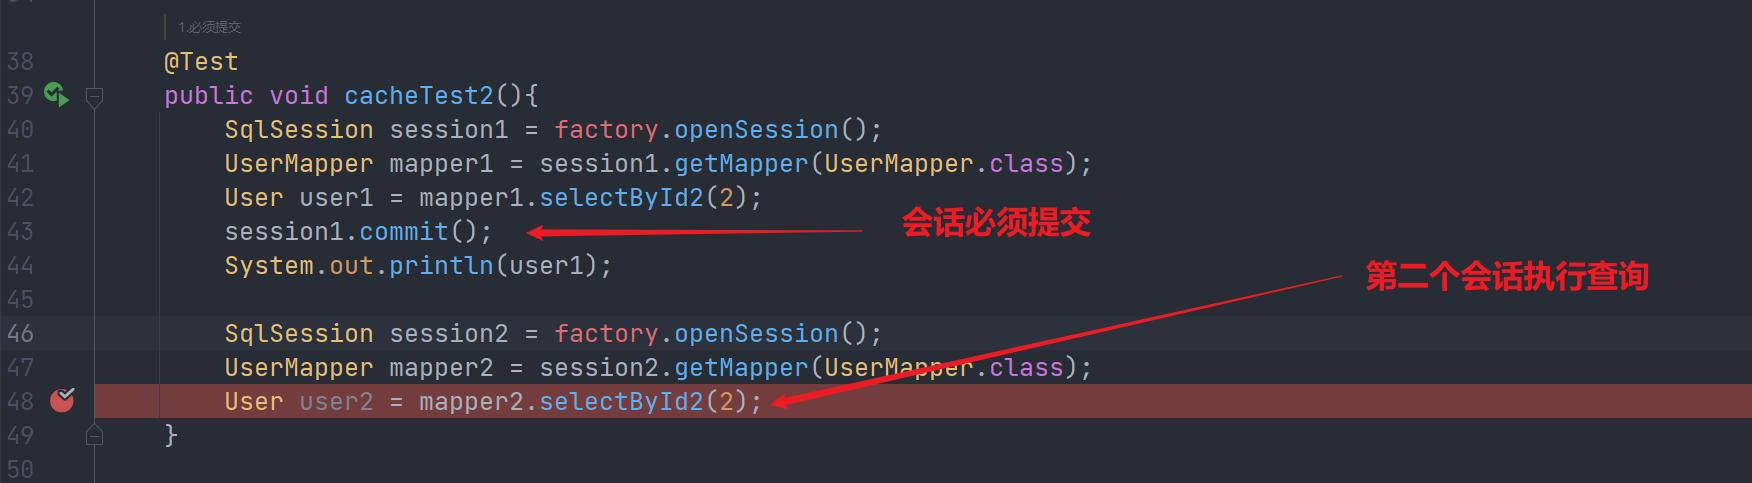 1.必须提交
38 @Test
39 public void cacheTest2(){
40 SqlSession session1 = factory.openSession();
41 UserMapper mapper1 = session1.getMapper(UserMapper.class);
42 User user1 = mapper1.selectById2(2);
43 session1.commit(); 会话必须提交
44 System.out.println(user1);
第二个会话执行查询
45
46 SqlSession session2 = factory.openSession();
47 UserMapper mapper2 = session2.getMapper(UserMapper.class);
48 User user2 = mapper2.selectById2(2);
49 }
50